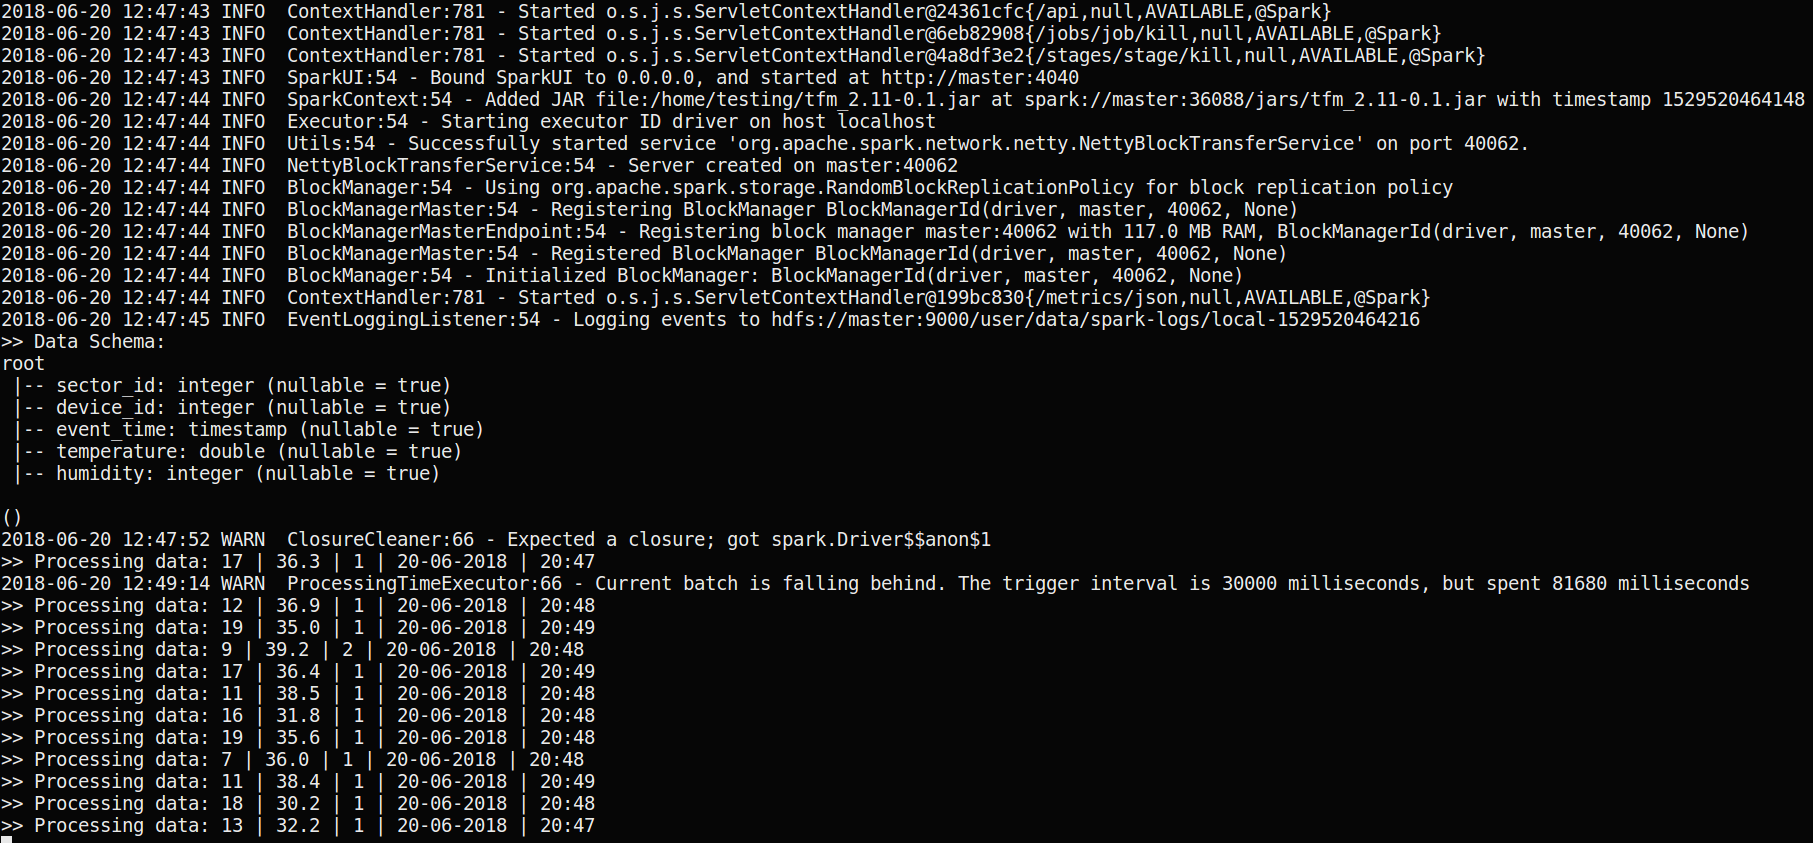 2018-06-20 12:47:43 INFO  ContextHandler:781 - Started o.s.j.s.ServletContextHandler@24361cfc{/api,null,AVAILABLE,@Spark}
2018-06-20 12:47:43 INFO  ContextHandler:781 - Started o.s.j.s.ServletContextHandler@6eb82908{/jobs/job/kill,null,AVAILABLE,@Spark}
2018-06-20 12:47:43 INFO  ContextHandler:781 - Started o.s.j.s.ServletContextHandler@4a8df3e2{/stages/stage/kill,null,AVAILABLE,@Spark}
2018-06-20 12:47:43 INFO  SparkUI:54 - Bound SparkUI to 0.0.0.0, and started at http://master:4040
2018-06-20 12:47:44 INFO  SparkContext:54 - Added JAR file:/home/testing/tfm_2.11-0.1.jar at spark://master:36088/jars/tfm_2.11-0.1.jar with timestamp 1529520464148
2018-06-20 12:47:44 INFO  Executor:54 - Starting executor ID driver on host localhost
2018-06-20 12:47:44 INFO  Utils:54 - Successfully started service 'org.apache.spark.network.netty.NettyBlockTransferService' on port 40062.
2018-06-20 12:47:44 INFO  NettyBlockTransferService:54 - Server created on master:40062
2018-06-20 12:47:44 INFO  BlockManager:54 - Using org.apache.spark.storage.RandomBlockReplicationPolicy for block replication policy
2018-06-20 12:47:44 INFO  BlockManagerMaster:54 - Registering BlockManager BlockManagerId(driver, master, 40062, None)
2018-06-20 12:47:44 INFO  BlockManagerMasterEndpoint:54 - Registering block manager master:40062 with 117.0 MB RAM, BlockManagerId(driver, master, 40062, None)
2018-06-20 12:47:44 INFO  BlockManagerMaster:54 - Registered BlockManager BlockManagerId(driver, master, 40062, None)
2018-06-20 12:47:44 INFO  BlockManager:54 - Initialized BlockManager: BlockManagerId(driver, master, 40062, None)
2018-06-20 12:47:44 INFO  ContextHandler:781 - Started o.s.j.s.ServletContextHandler@199bc830{/metrics/json,null,AVAILABLE,@Spark}
2018-06-20 12:47:45 INFO  EventLoggingListener:54 - Logging events to hdfs://master:9000/user/data/spark-logs/local-1529520464216
>> Data Schema:
root
 |-- sector_id: integer (nullable = true)
 |-- device_id: integer (nullable = true)
 |-- event_time: timestamp (nullable = true)
 |-- temperature: double (nullable = true)
 |-- humidity: integer (nullable = true)

()
2018-06-20 12:47:52 WARN  ClosureCleaner:66 - Expected a closure; got spark.Driver$$anon$1
>> Processing data: 17 | 36.3 | 1 | 20-06-2018 | 20:47
2018-06-20 12:49:14 WARN  ProcessingTimeExecutor:66 - Current batch is falling behind. The trigger interval is 30000 milliseconds, but spent 81680 milliseconds
>> Processing data: 12 | 36.9 | 1 | 20-06-2018 | 20:48
>> Processing data: 19 | 35.0 | 1 | 20-06-2018 | 20:49
>> Processing data: 9 | 39.2 | 2 | 20-06-2018 | 20:48
>> Processing data: 17 | 36.4 | 1 | 20-06-2018 | 20:49
>> Processing data: 11 | 38.5 | 1 | 20-06-2018 | 20:48
>> Processing data: 16 | 31.8 | 1 | 20-06-2018 | 20:48
>> Processing data: 19 | 35.6 | 1 | 20-06-2018 | 20:48
>> Processing data: 7 | 36.0 | 1 | 20-06-2018 | 20:48
>> Processing data: 11 | 38.4 | 1 | 20-06-2018 | 20:49
>> Processing data: 18 | 30.2 | 1 | 20-06-2018 | 20:48
>> Processing data: 13 | 32.2 | 1 | 20-06-2018 | 20:47